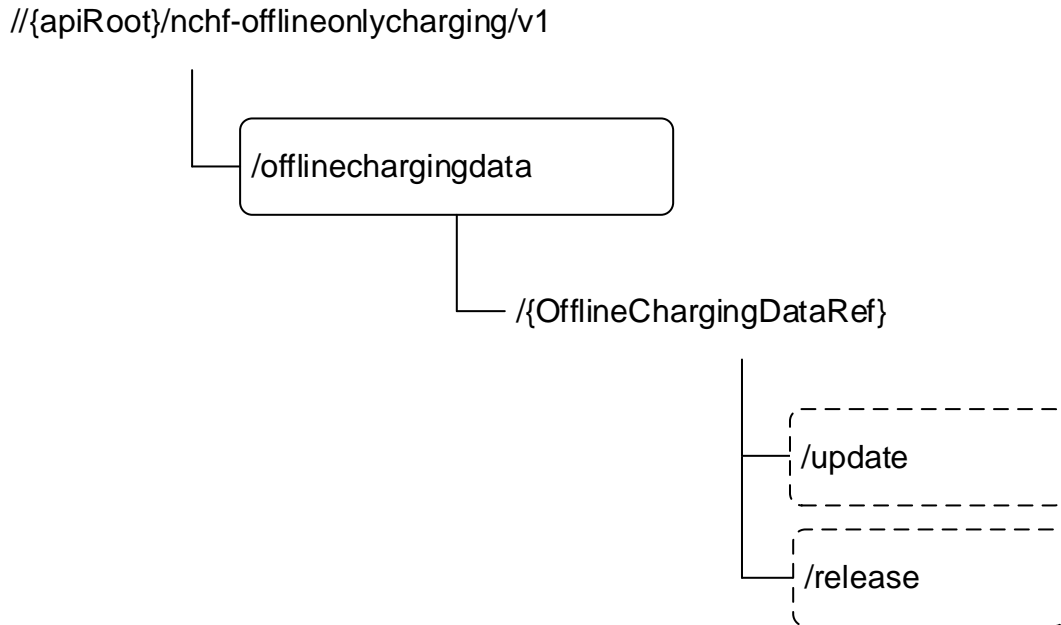 //{apiRoot}/nchf-offlineonlycharging/v1
/offlinechargingdata
/{OfflineChargingDataRef}
/update
/release